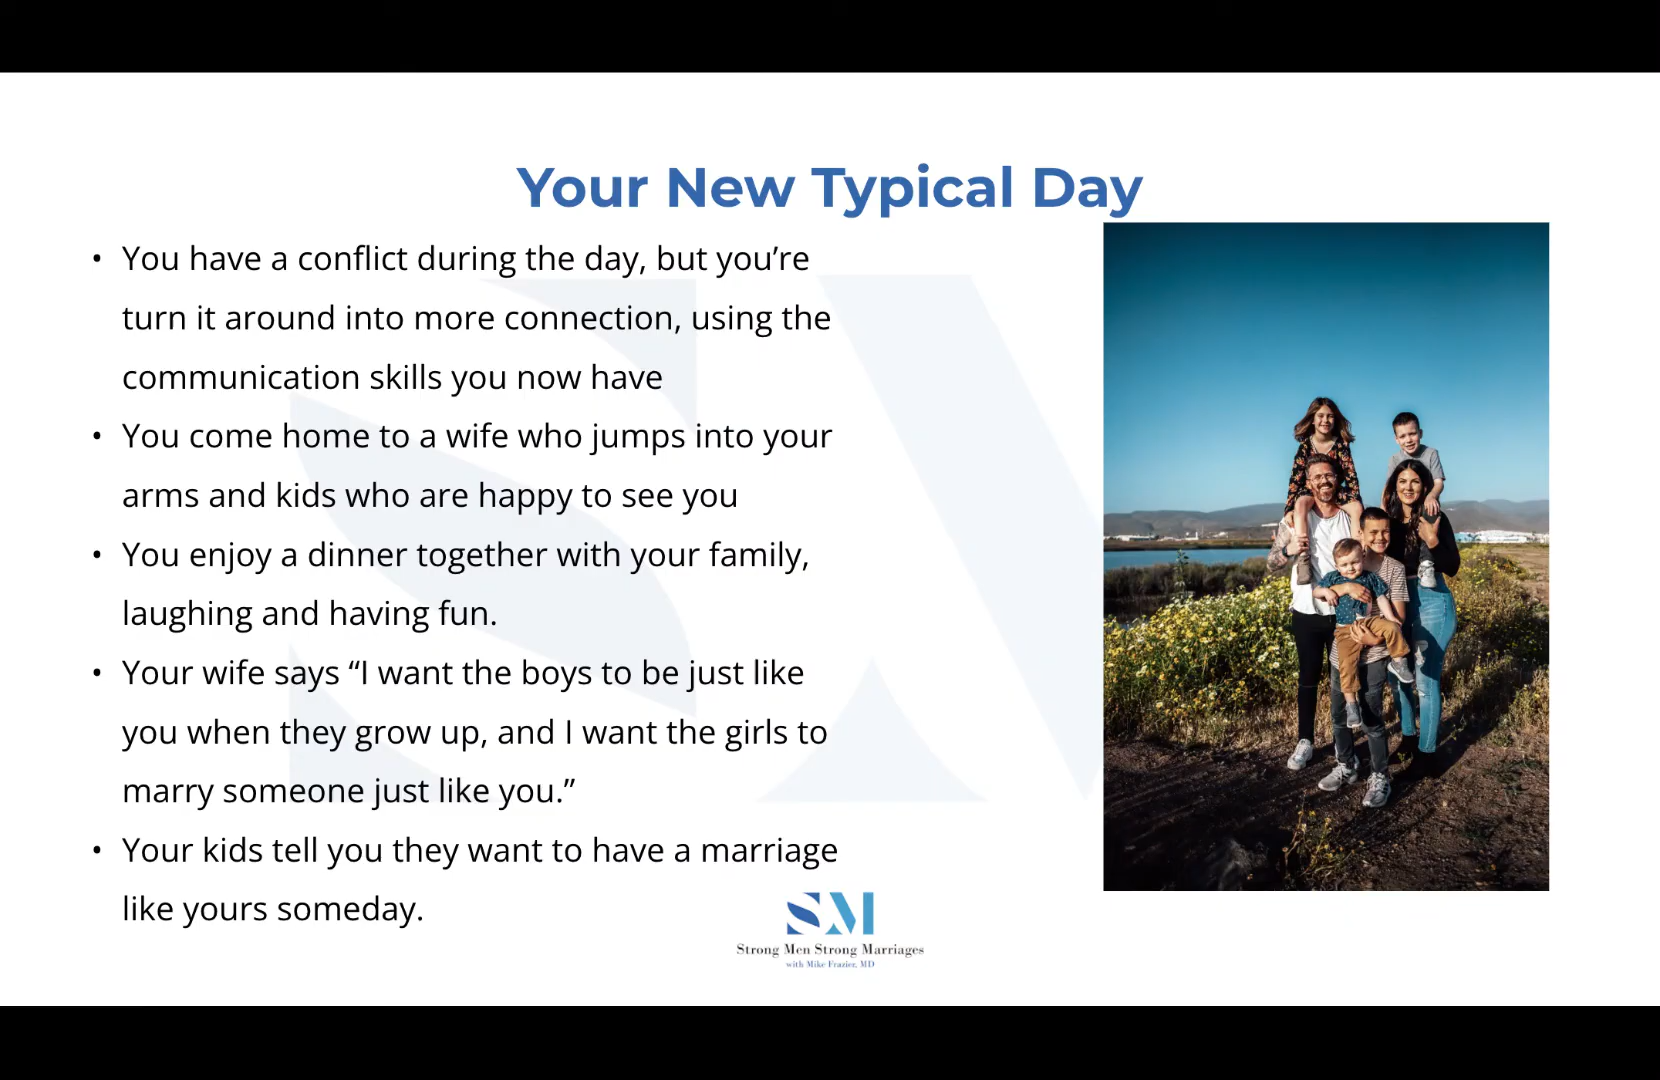 Your New Typical Day
• You have a conflict during the day, but you’re
turn it around into more connection, using the
communication skills you now have
• You come home to a wife who jumps into your
arms and kids who are happy to see you
• You enjoy a dinner together with your family,
laughing and having fun.
• Your wife says “I want the boys to be just like
you when they grow up, and I want the girls to
marry someone just like you.”
• Your kids tell you they want to have a marriage
like yours someday.
SM
Strong Men Strong Marriages
with Mike Frazier, MD